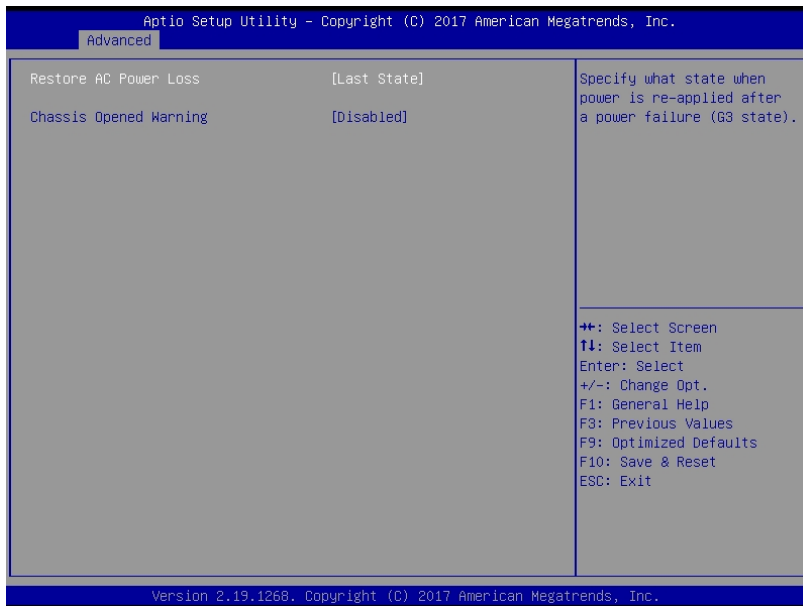 Aptio Setup Utility – Copyright (C) 2017 American Megatrends, Inc.
Advanced
Restore AC Power Loss [Last State]
Chassis Opened Warning [Disabled]
Specify what state when
power is re-applied after
a power failure (G3 state).
→←: Select Screen
↑↓: Select Item
Enter: Select
+/-: Change Opt.
F1: General Help
F3: Previous Values
F9: Optimized Defaults
F10: Save & Reset
ESC: Exit
Version 2.19.1268. Copyright (C) 2017 American Megatrends, Inc.